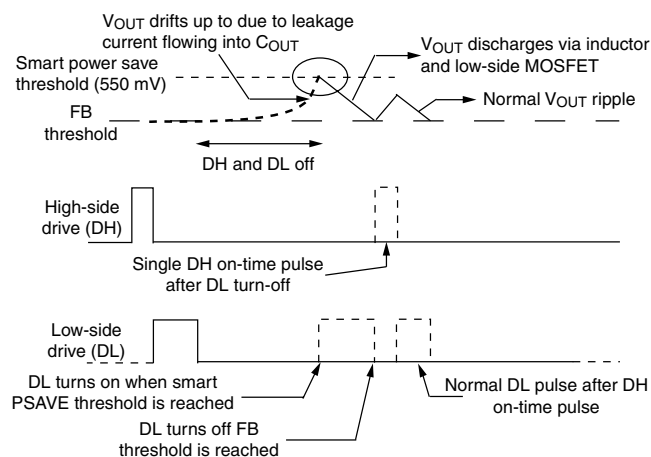 VOUT drifts up to due to leakage
current flowing into COUT
Smart power save
threshold (550 mV)
VOUT discharges via inductor
and low-side MOSFET
FB
threshold
Normal VOUT ripple
DH and DL off
High-side
drive (DH)
Single DH on-time pulse
after DL turn-off
Low-side
drive (DL)
DL turns on when smart
PSAVE threshold is reached
Normal DL pulse after DH
on-time pulse
DL turns off FB
threshold is reached